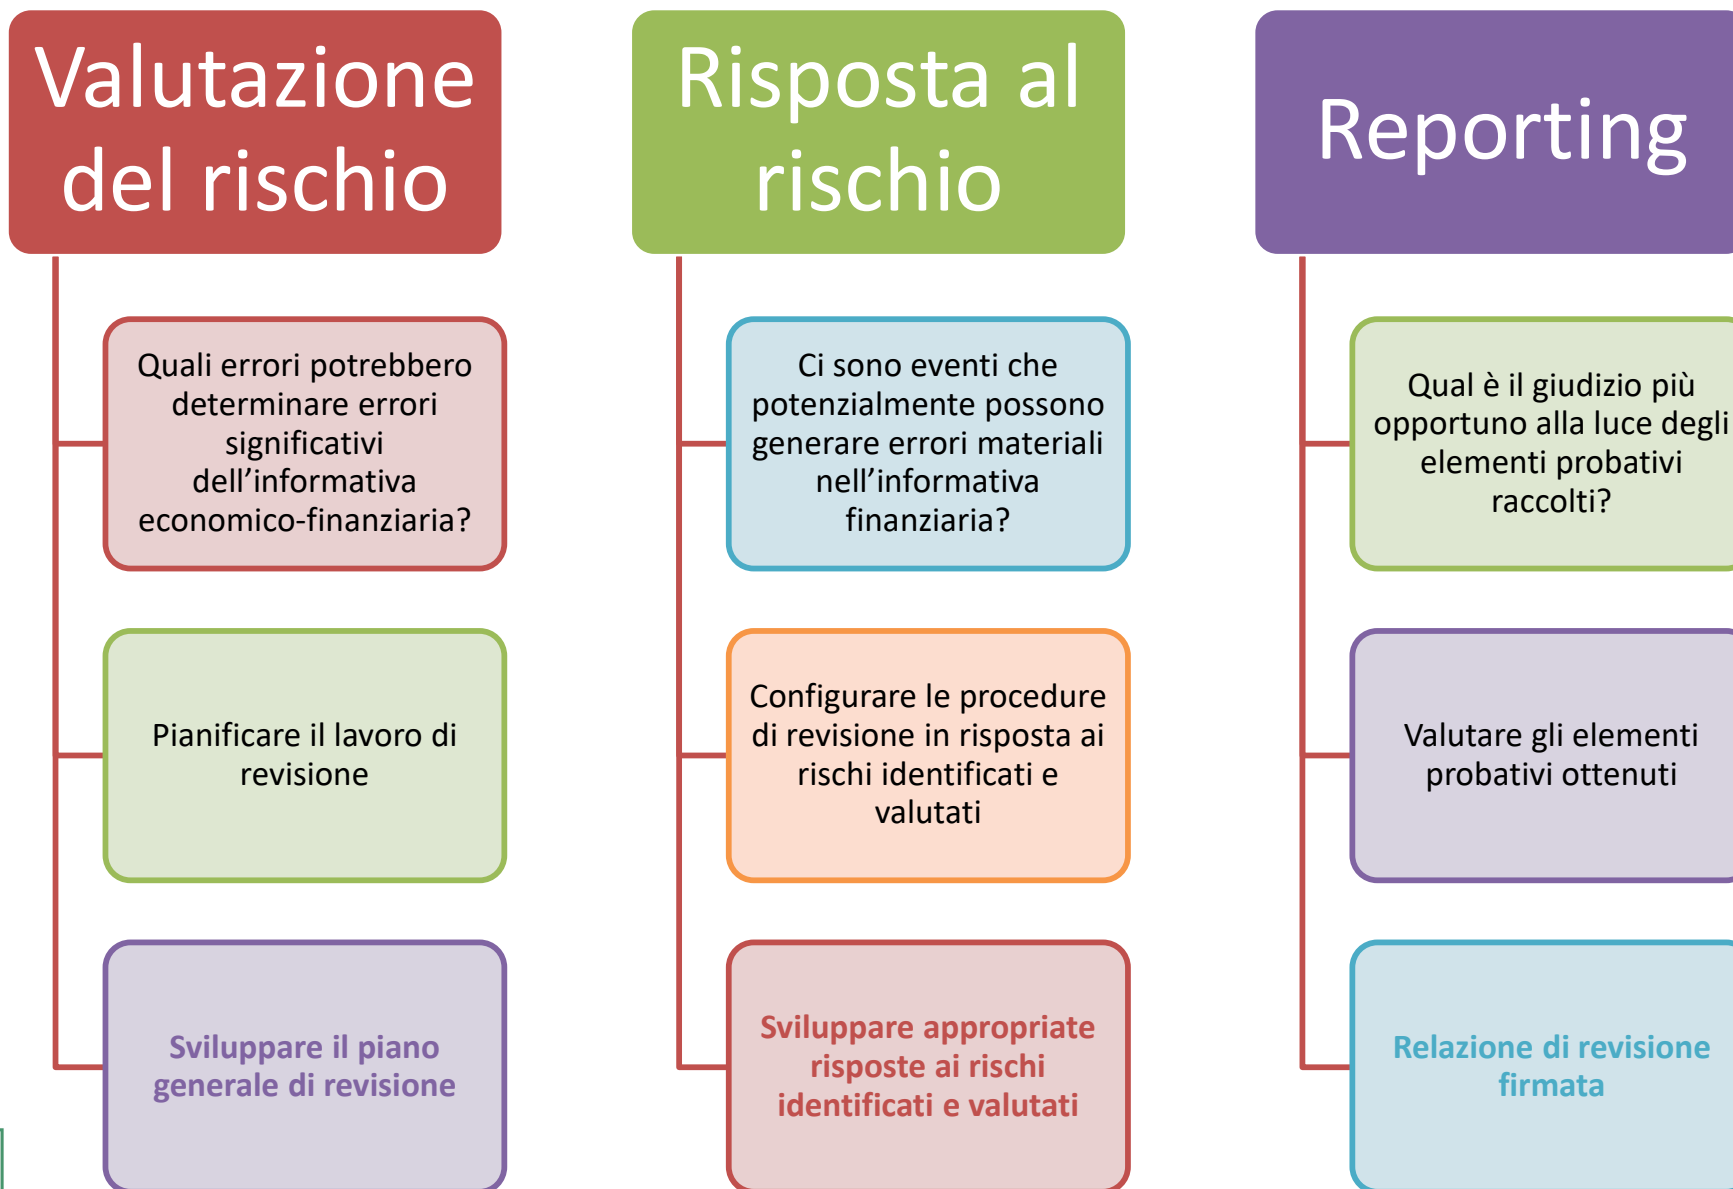 Valutazione
del rischio
Quali errori potrebbero
determinare errori
significativi
dell’informativa
economico-finanziaria?
Pianificare il lavoro di
revisione
Sviluppare il piano
generale di revisione
Risposta al
rischio
Ci sono eventi che
potenzialmente possono
generare errori materiali
nell’informativa
finanziaria?
Configurare le procedure
di revisione in risposta ai
rischi identificati e
valutati
Sviluppare appropriate
risposte ai rischi
identificati e valutati
Reporting
Qual è il giudizio più
opportuno alla luce degli
elementi probativi
raccolti?
Valutare gli elementi
probativi ottenuti
Relazione di revisione
firmata